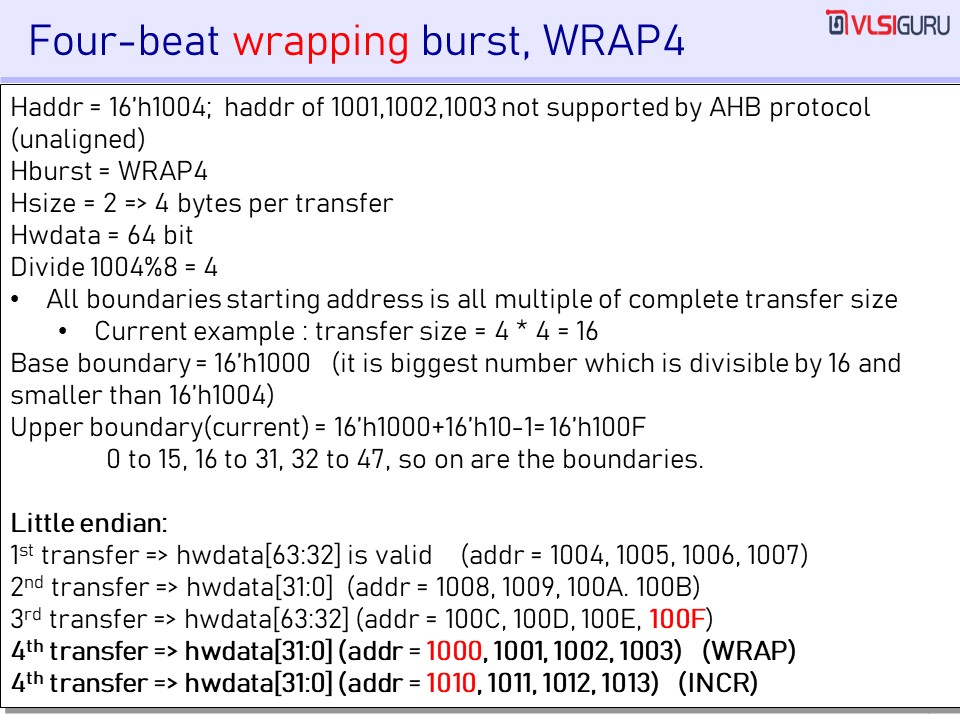 Four-beat wrapping burst, WRAP4
VLSIGURU
Haddr = 16’h1004;  haddr of 1001,1002,1003 not supported by AHB protocol
(unaligned)
Hburst = WRAP4
Hsize = 2 => 4 bytes per transfer
Hwdata = 64 bit
Divide 1004%8 = 4
• All boundaries starting address is all multiple of complete transfer size
• Current example : transfer size = 4 * 4 = 16
Base boundary = 16’h1000   (it is biggest number which is divisible by 16 and
smaller than 16’h1004)
Upper boundary(current) = 16’h1000+16’h10-1= 16’h100F
0 to 15, 16 to 31, 32 to 47, so on are the boundaries.
Little endian:
1st transfer => hwdata[63:32] is valid    (addr = 1004, 1005, 1006, 1007)
2nd transfer => hwdata[31:0]  (addr = 1008, 1009, 100A. 100B)
3rd transfer => hwdata[63:32] (addr = 100C, 100D, 100E, 100F)
4th transfer => hwdata[31:0] (addr = 1000, 1001, 1002, 1003)   (WRAP)
4th transfer => hwdata[31:0] (addr = 1010, 1011, 1012, 1013)   (INCR)